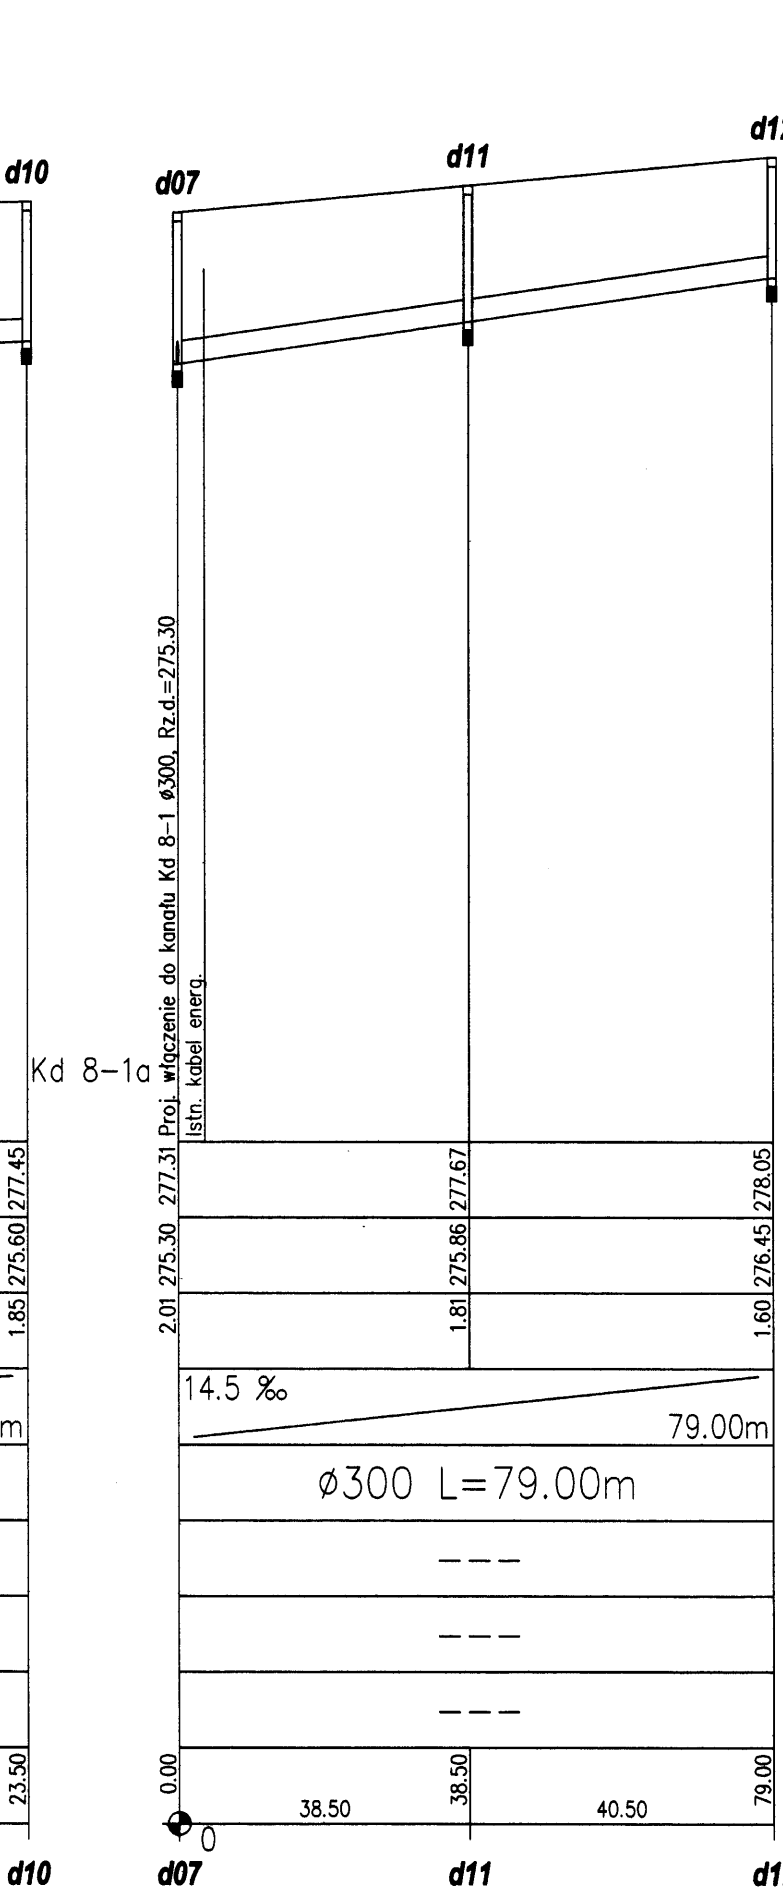 d10
d07
d11
Proj. włączenie do kanału Kd 8-1 ø300, Rz.d.=275.30
Istn. kabel energ.
Kd 8-1a
277.45
277.31
277.67
278.05
275.60
275.30
275.86
276.45
1.85
2.01
1.81
1.60
14.5 ‰
m
79.00m
ø300 L=79.00m
23.50
0.00
38.50
79.00
38.50
40.50
0
d10
d07
d11